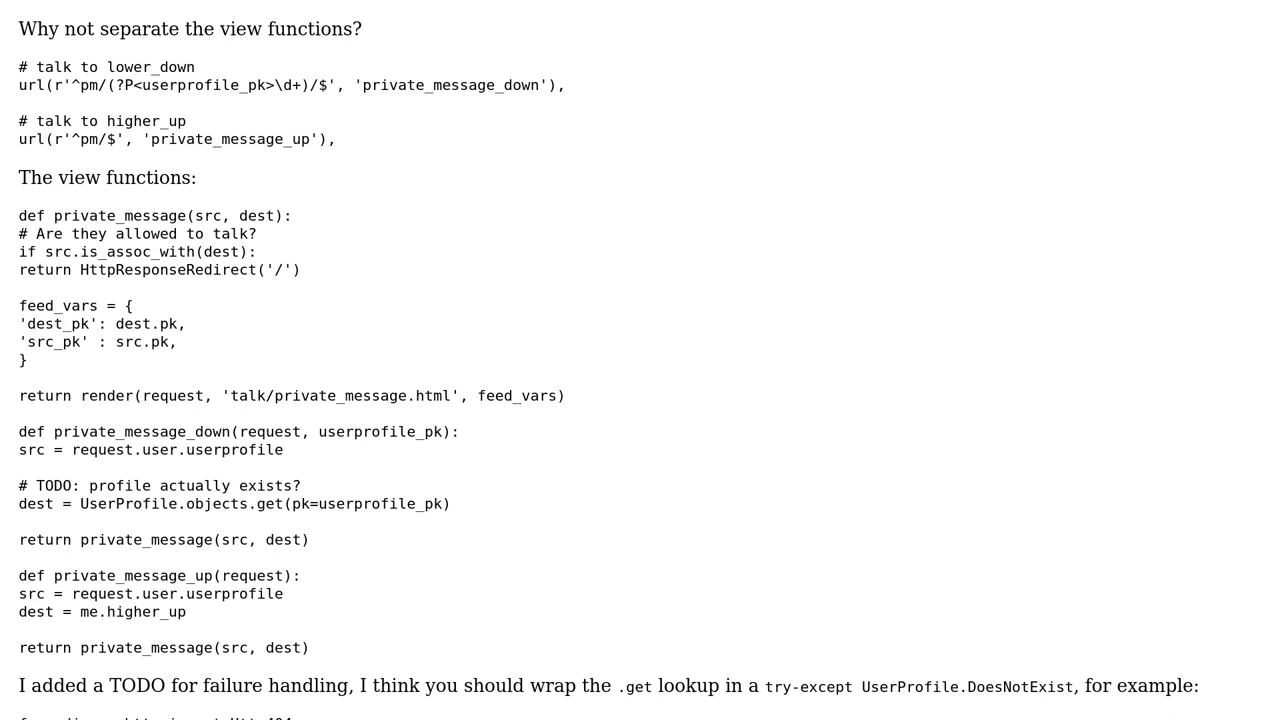 Why not separate the view functions?
# talk to lower_down
url(r'^pm/(?P<userprofile_pk>\d+)/$', 'private_message_down'),
# talk to higher_up
url(r'^pm/$', 'private_message_up'),
The view functions:
def private_message(src, dest):
# Are they allowed to talk?
if src.is_assoc_with(dest):
return HttpResponseRedirect('/')
feed_vars = {
'dest_pk': dest.pk,
'src_pk' : src.pk,
}
return render(request, 'talk/private_message.html', feed_vars)
def private_message_down(request, userprofile_pk):
src = request.user.userprofile
# TODO: profile actually exists?
dest = UserProfile.objects.get(pk=userprofile_pk)
return private_message(src, dest)
def private_message_up(request):
src = request.user.userprofile
dest = me.higher_up
return private_message(src, dest)
I added a TODO for failure handling, I think you should wrap the .get lookup in a try-except UserProfile.DoesNotExist, for example: